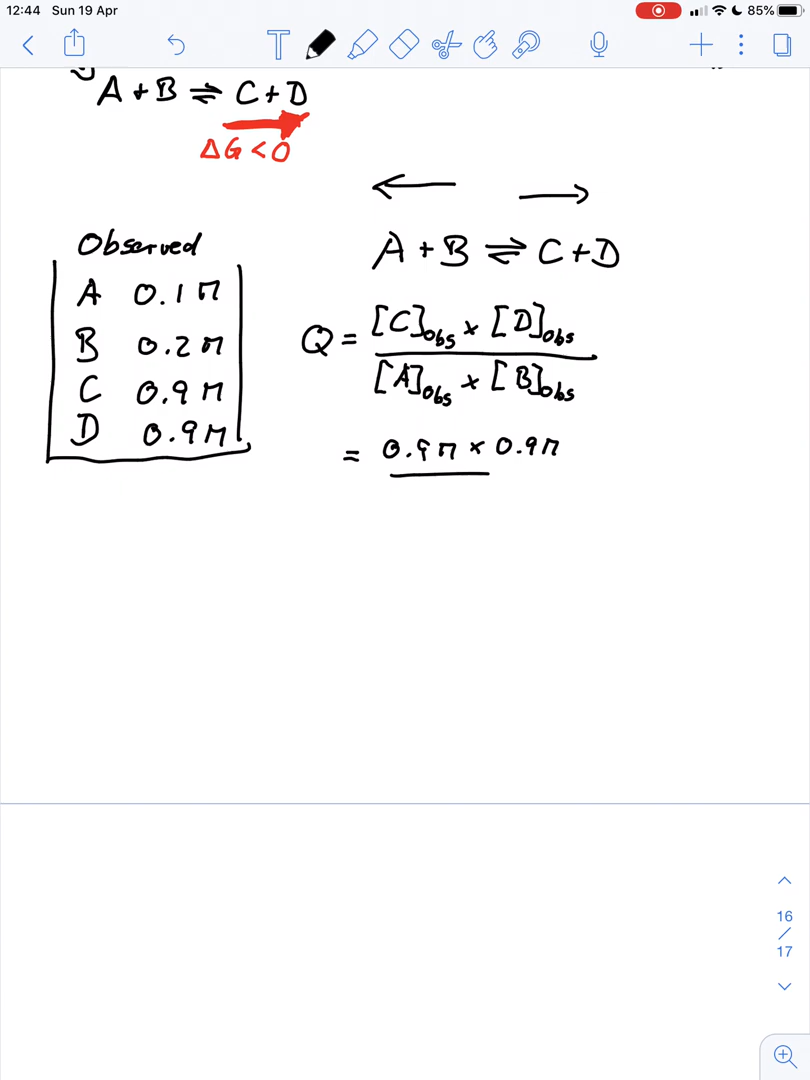 12:44 Sun 19 Apr 85%
T
A + B ⇌ C + D
ΔG < 0
Observed
A 0.1 M
B 0.2 M
C 0.9 M
D 0.9 M
A + B ⇌ C + D
Q = [C]obs × [D]obs
[A]obs × [B]obs
= 0.9 M × 0.9 M
16
/
17